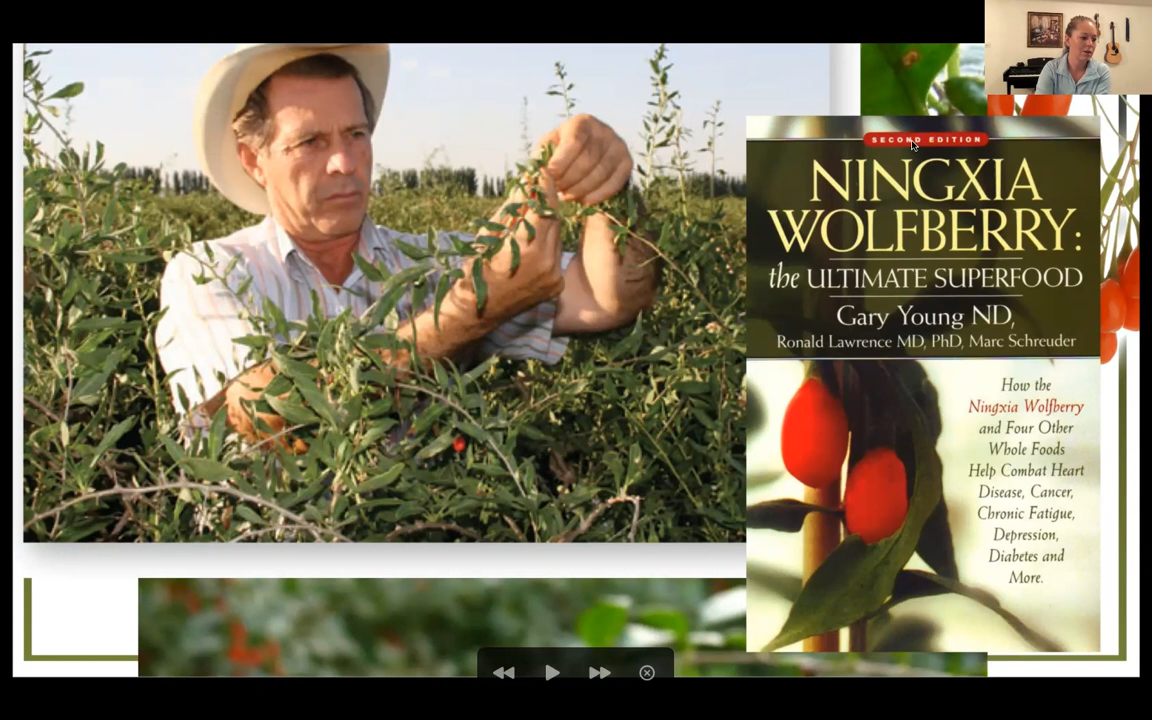 SECOND EDITION
NINGXIA
WOLFBERRY:
the ULTIMATE SUPERFOOD
Gary Young ND,
Ronald Lawrence MD, PhD, Marc Schreuder
How the
Ningxia Wolfberry
and Four Other
Whole Foods
Help Combat Heart
Disease, Cancer,
Chronic Fatigue,
Depression,
Diabetes and
More.